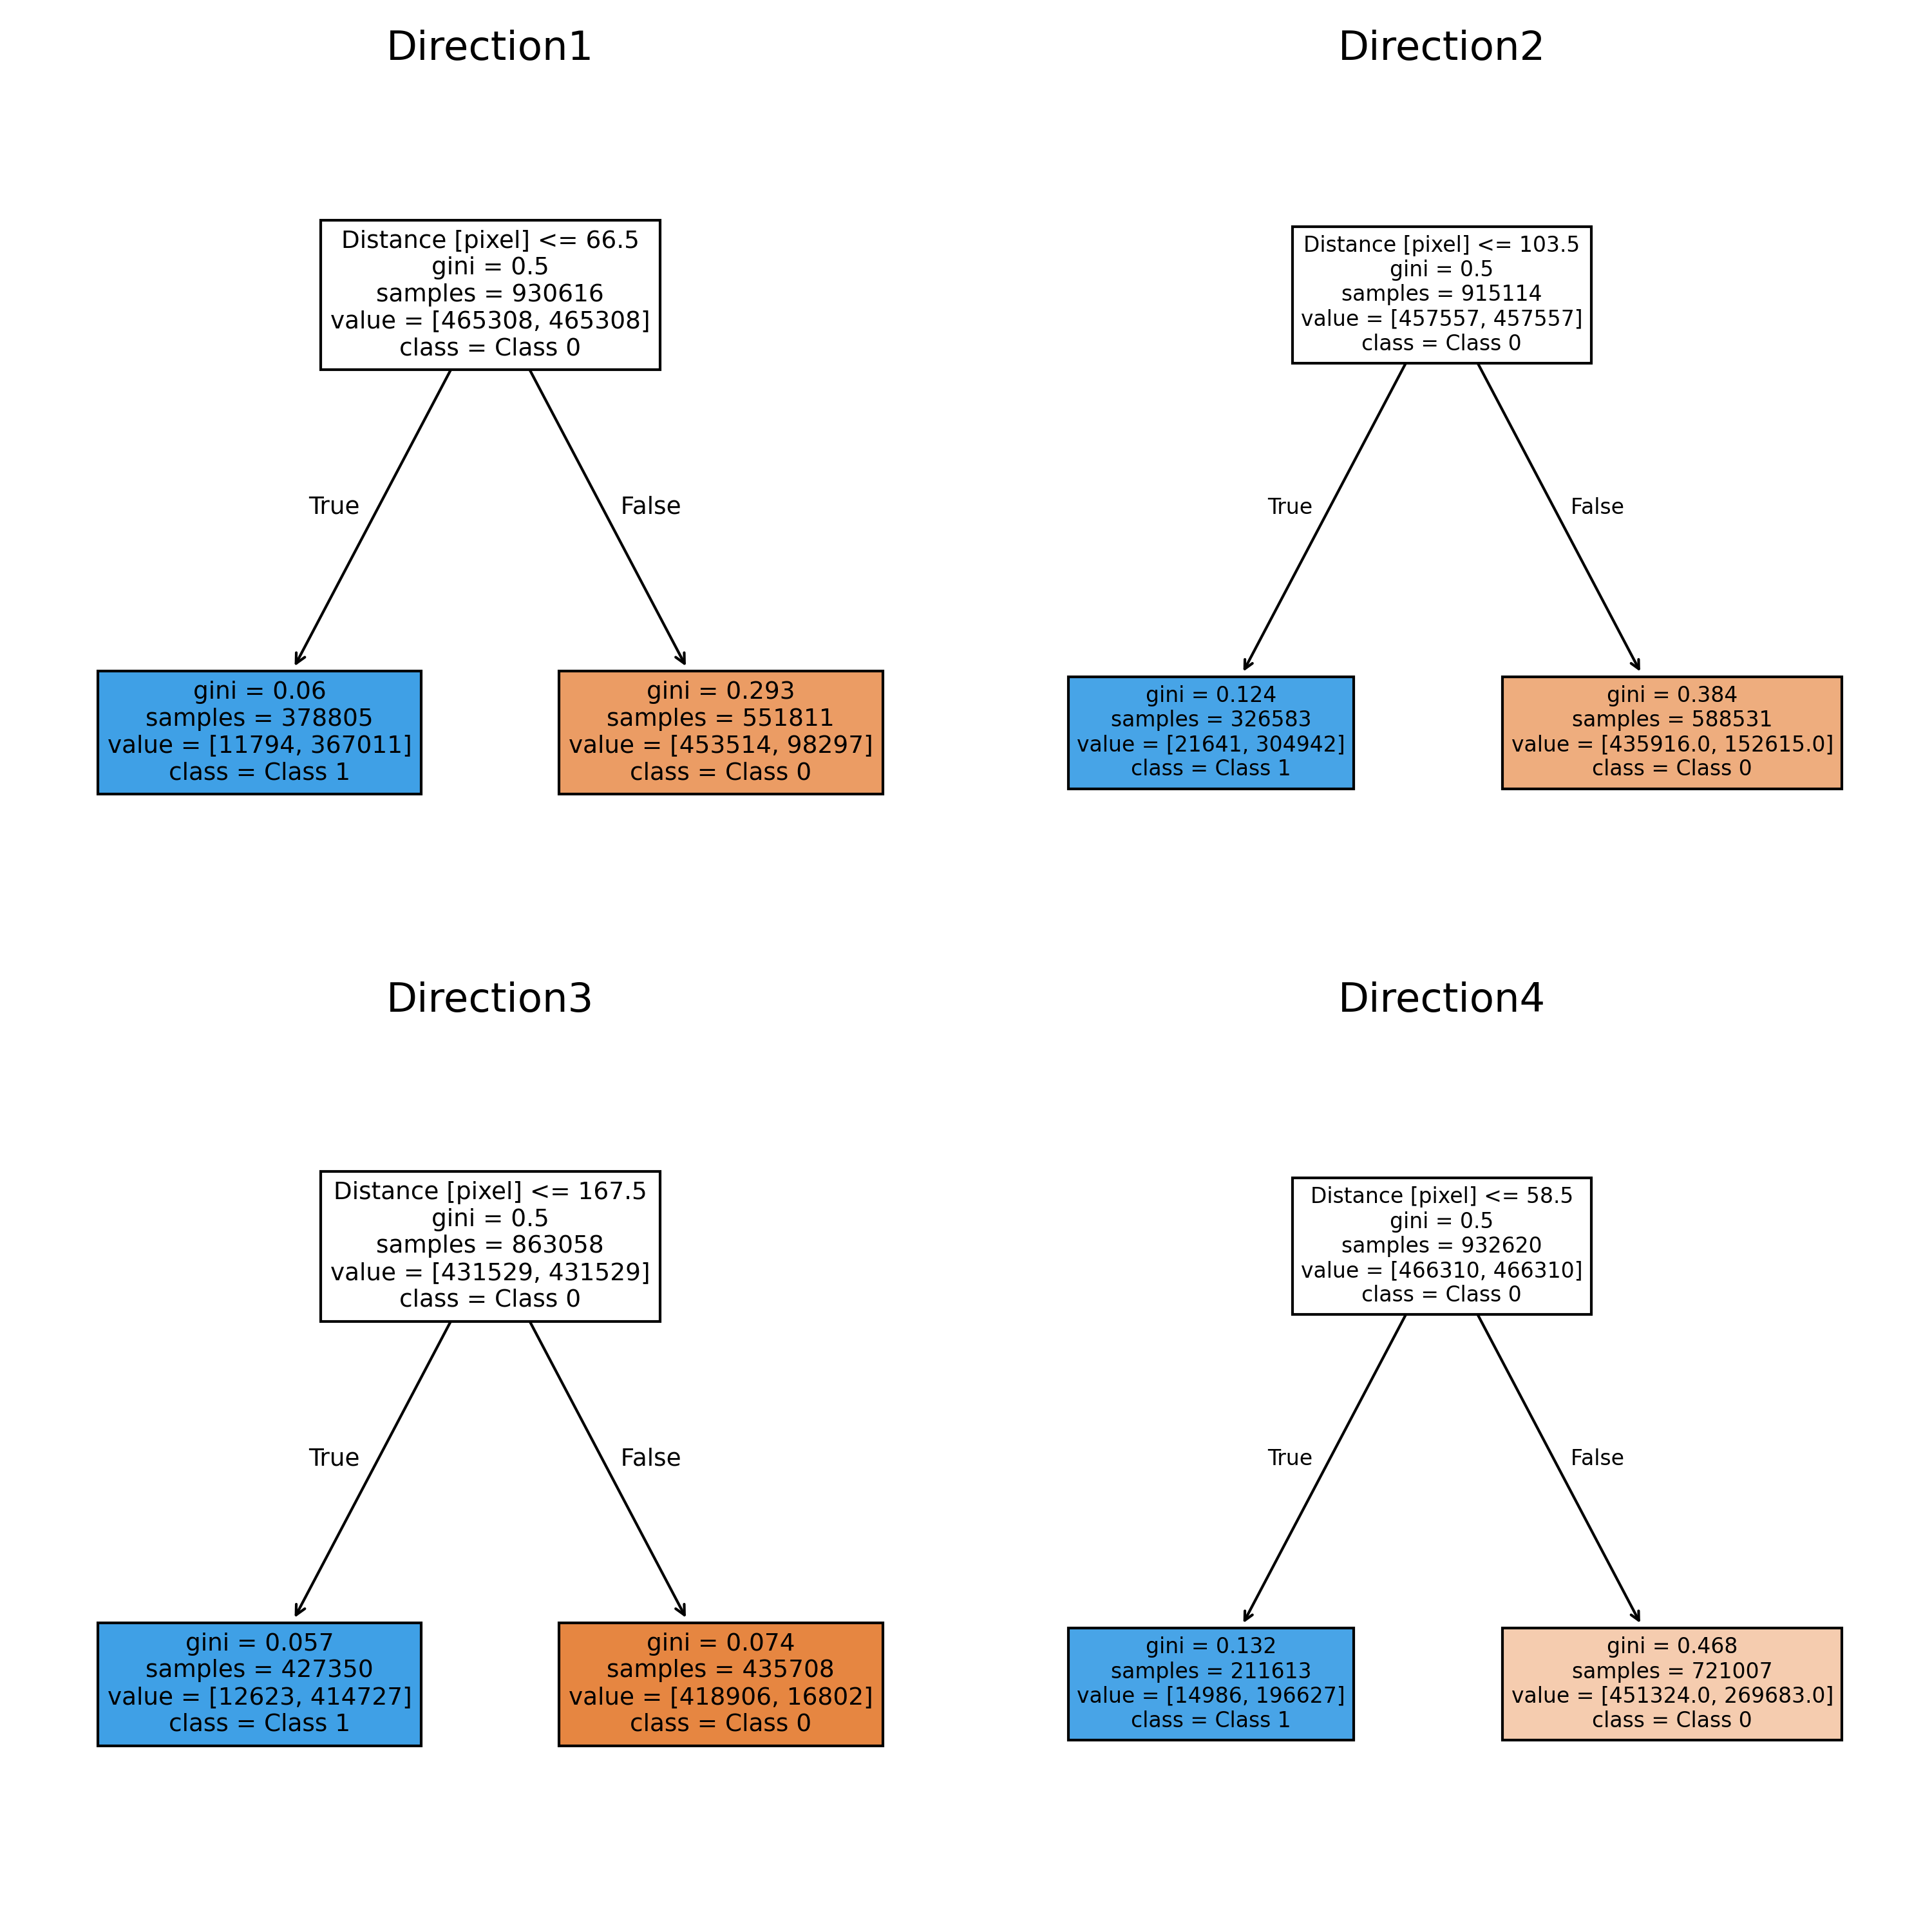 Direction1
Distance [pixel] <= 66.5
gini = 0.5
samples = 930616
value = [465308, 465308]
class = Class 0
True
False
gini = 0.06
samples = 378805
value = [11794, 367011]
class = Class 1
gini = 0.293
samples = 551811
value = [453514, 98297]
class = Class 0
Direction2
Distance [pixel] <= 103.5
gini = 0.5
samples = 915114
value = [457557, 457557]
class = Class 0
True
False
gini = 0.124
samples = 326583
value = [21641, 304942]
class = Class 1
gini = 0.384
samples = 588531
value = [435916.0, 152615.0]
class = Class 0
Direction3
Distance [pixel] <= 167.5
gini = 0.5
samples = 863058
value = [431529, 431529]
class = Class 0
True
False
gini = 0.057
samples = 427350
value = [12623, 414727]
class = Class 1
gini = 0.074
samples = 435708
value = [418906, 16802]
class = Class 0
Direction4
Distance [pixel] <= 58.5
gini = 0.5
samples = 932620
value = [466310, 466310]
class = Class 0
True
False
gini = 0.132
samples = 211613
value = [14986, 196627]
class = Class 1
gini = 0.468
samples = 721007
value = [451324.0, 269683.0]
class = Class 0